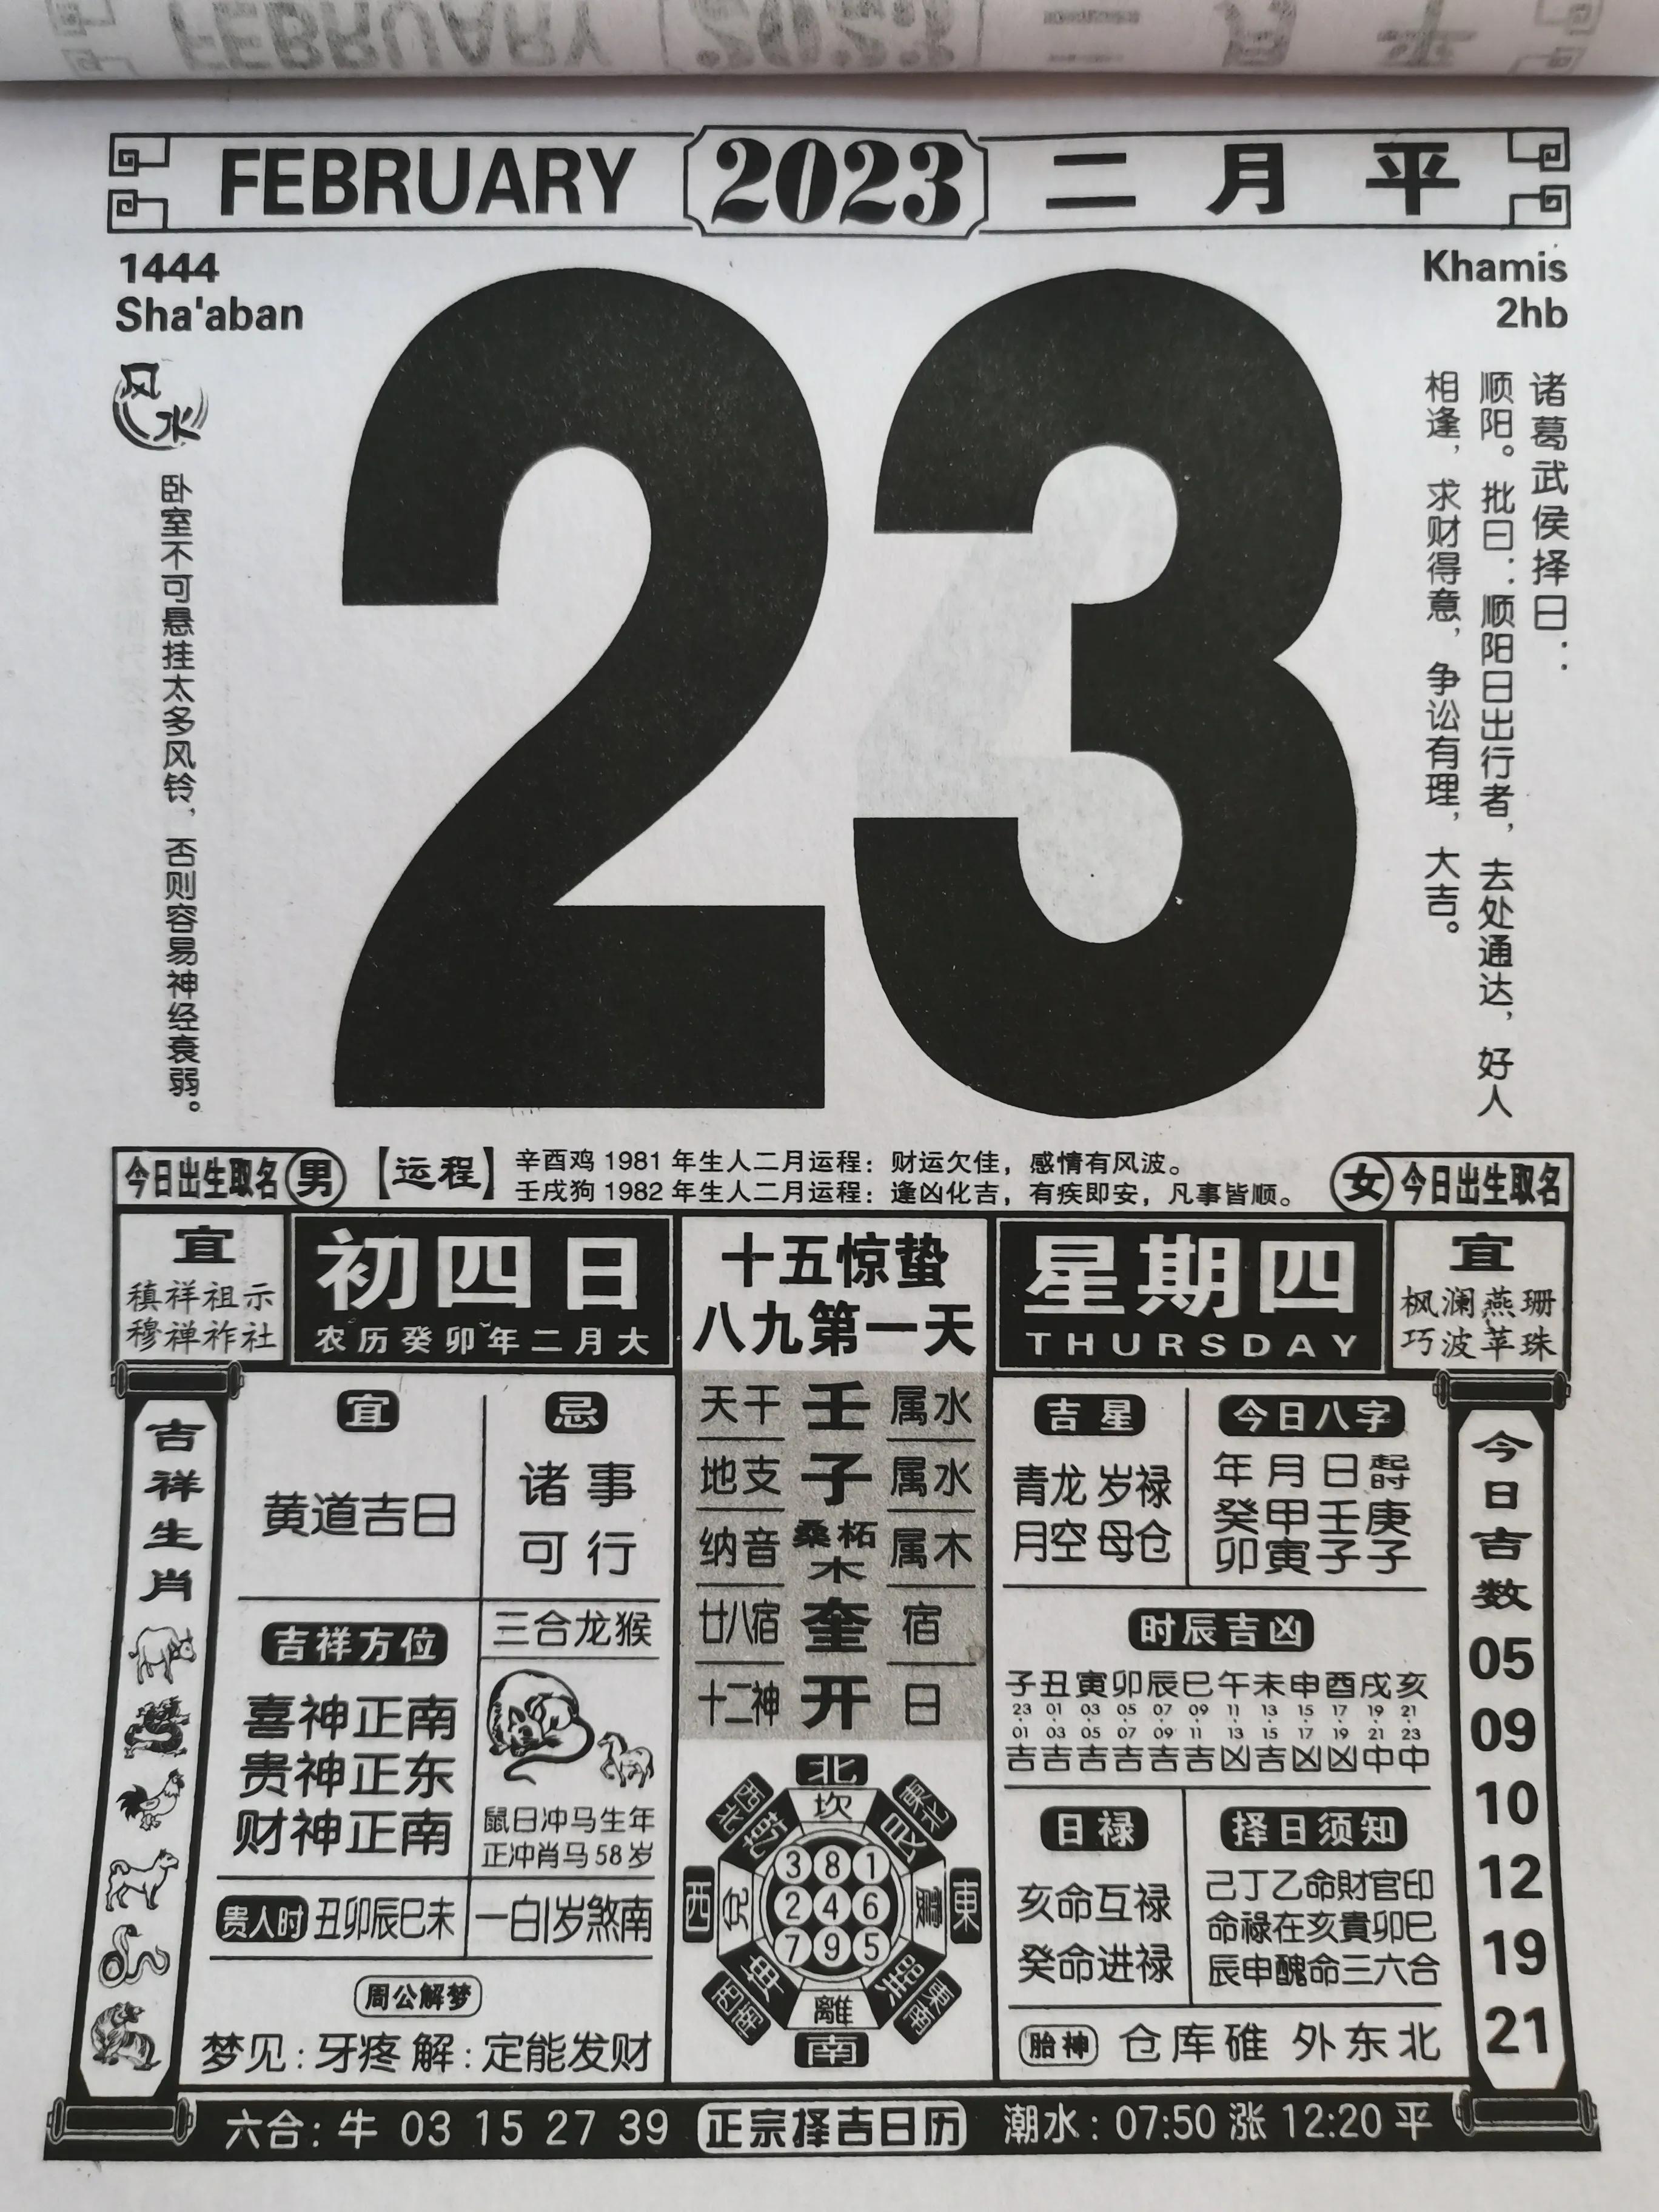 FEBRUARY 2023 二月平
1444
Sha'aban
Khamis
2hb
23
风水
卧室不可悬挂太多风铃，否则容易神经衰弱。
诸葛武侯择日：
顺阳。批曰：顺阳日出行者，去处通达，好人
相逢，求财得意，争讼有理，大吉。
今日出生取名 男
【运程】
辛酉鸡 1981 年生人二月运程：财运欠佳，感情有风波。
壬戌狗 1982 年生人二月运程：逢凶化吉，有疾即安，凡事皆顺。
女 今日出生取名
宜
稹祥祖示
穆禅祚社
初四日
农历癸卯年二月大
十五惊蛰
八九第一天
星期四
THURSDAY
宜
枫澜燕珊
巧波苹珠
吉祥生肖
宜
黄道吉日
忌
诸事
可行
吉祥方位
喜神正南
贵神正东
财神正南
三合龙猴
鼠日冲马生年
正冲肖马58岁
贵人时 丑卯辰巳未
一白1岁煞南
周公解梦
梦见：牙疼 解：定能发财
天干 壬 属水
地支 子 属水
纳音 桑柘木 属木
廿八宿 奎 宿
十二神 开 日
北
西北 東北
坎
乾 艮
3 8 1
西 兌 2 4 6 震 東
7 9 5
坤 巽
離
西南 東南
南
吉星
青龙 岁禄
月空 母仓
今日八字
年月日起时
癸甲壬庚
卯寅子子
时辰吉凶
子丑寅卯辰巳午未申酉戌亥
23 01 03 05 07 09 11 13 15 17 19 21
01 03 05 07 09 11 13 15 17 19 21 23
吉吉吉吉吉吉凶吉凶凶中中
日禄
亥命互禄
癸命进禄
择日须知
己丁乙命財官印
命禄在亥貴卯巳
辰申醜命三六合
胎神 仓库碓 外东北
今日吉数
05
09
10
12
19
21
六合：牛 03 15 27 39
正宗择吉日历
潮水：07:50 涨 12:20 平